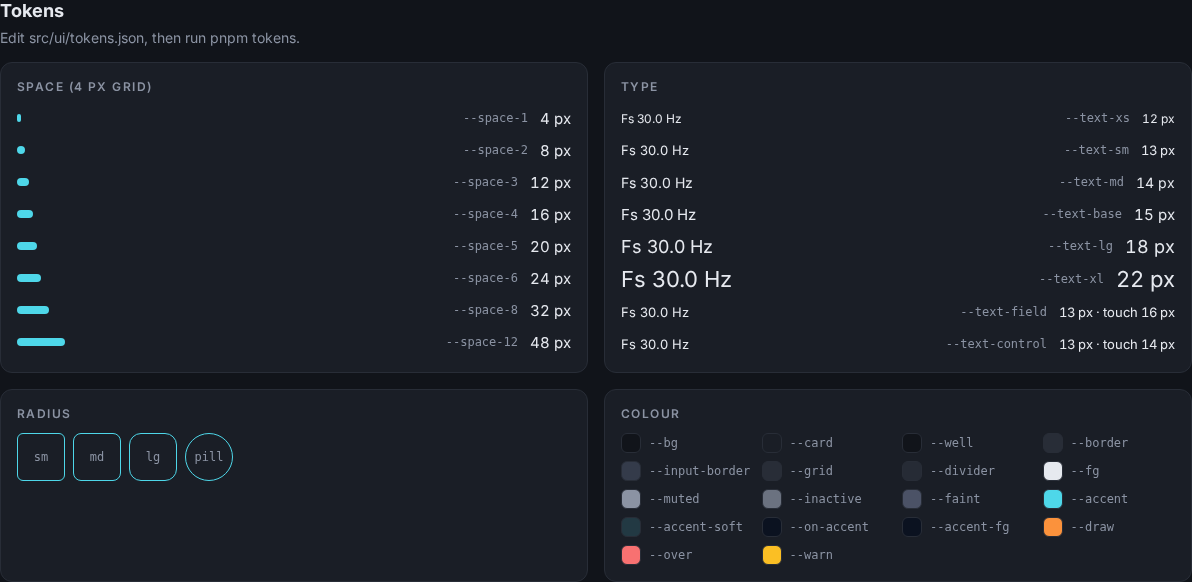 Tokens
Edit src/ui/tokens.json, then run pnpm tokens.
SPACE (4 PX GRID)
--space-1 4 px
--space-2 8 px
--space-3 12 px
--space-4 16 px
--space-5 20 px
--space-6 24 px
--space-8 32 px
--space-12 48 px
TYPE
Fs 30.0 Hz --text-xs 12 px
Fs 30.0 Hz --text-sm 13 px
Fs 30.0 Hz --text-md 14 px
Fs 30.0 Hz --text-base 15 px
Fs 30.0 Hz --text-lg 18 px
Fs 30.0 Hz --text-xl 22 px
Fs 30.0 Hz --text-field 13 px · touch 16 px
Fs 30.0 Hz --text-control 13 px · touch 14 px
RADIUS
sm md lg pill
COLOUR
--bg --card --well --border
--input-border --grid --divider --fg
--muted --inactive --faint --accent
--accent-soft --on-accent --accent-fg --draw
--over --warn